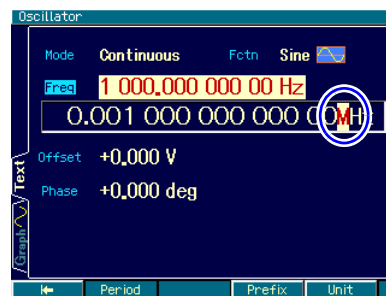 Oscillator
Mode Continuous Fctn Sine
Freq 1 000.000 000 00 Hz
0.001 000 000 000 00MHz
Offset +0.000 V
Phase +0.000 deg
Text
Graph
Period Prefix Unit